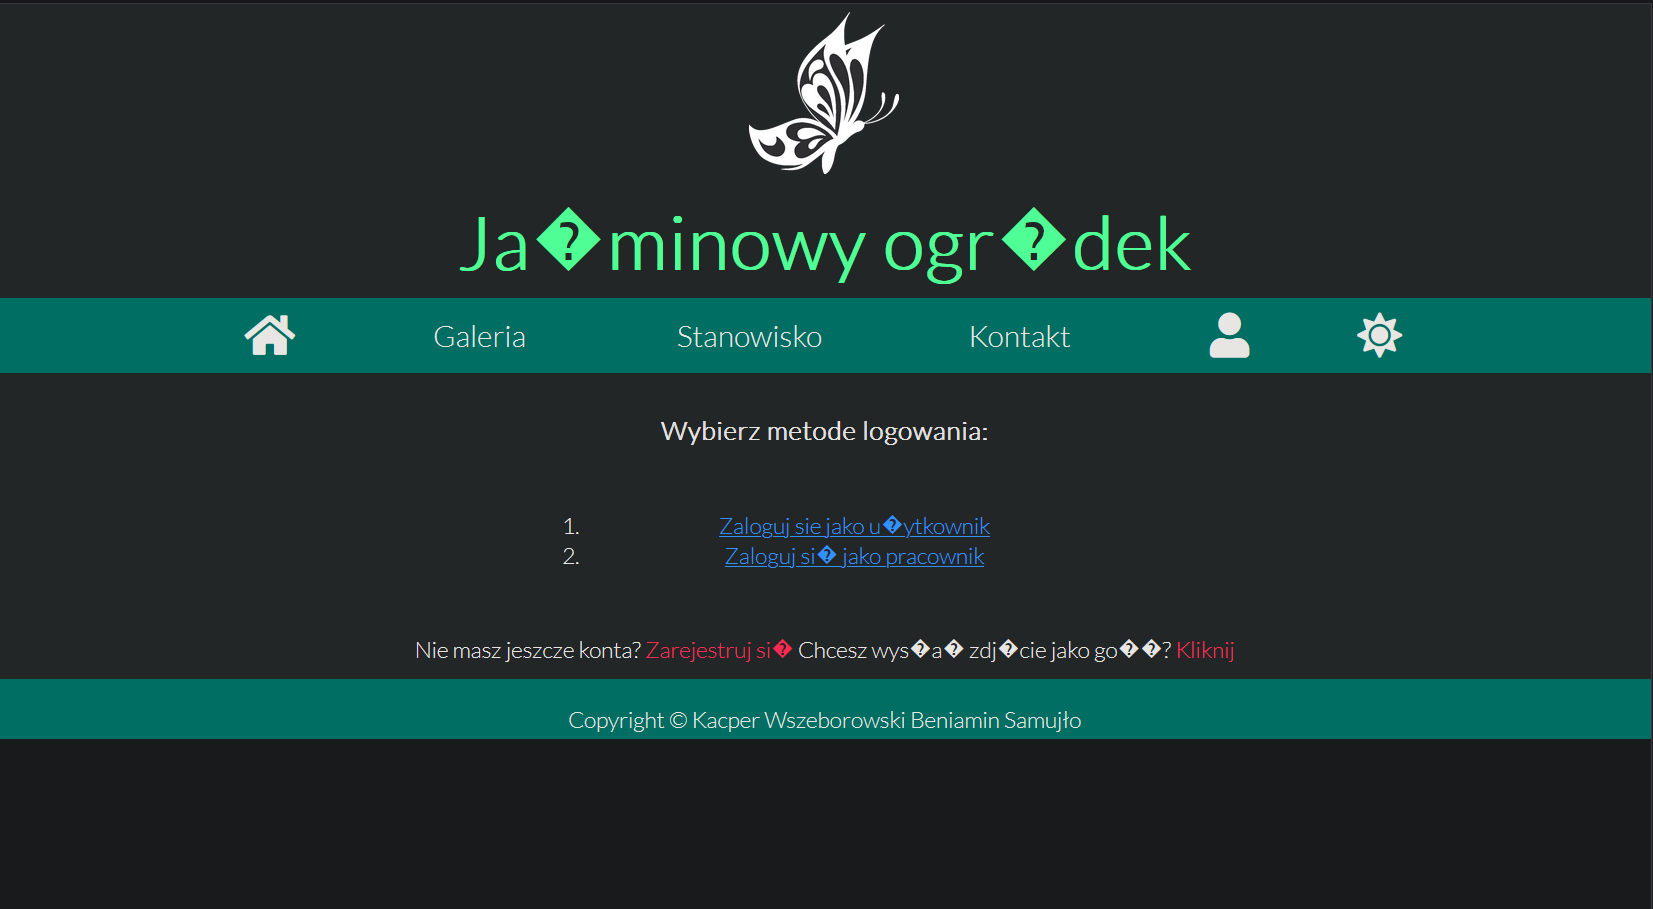 Ja�minowy ogr�dek
Galeria Stanowisko Kontakt
Wybierz metode logowania:
1. Zaloguj sie jako u�ytkownik
2. Zaloguj si� jako pracownik
Nie masz jeszcze konta? Zarejestruj si� Chcesz wys�a� zdj�cie jako go��? Kliknij
Copyright © Kacper Wszeborowski Beniamin Samujło